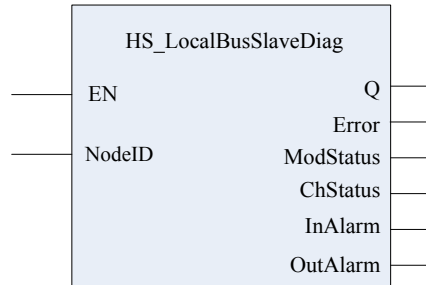 HS_LocalBusSlaveDiag
EN
Q
Error
NodeID
ModStatus
ChStatus
InAlarm
OutAlarm